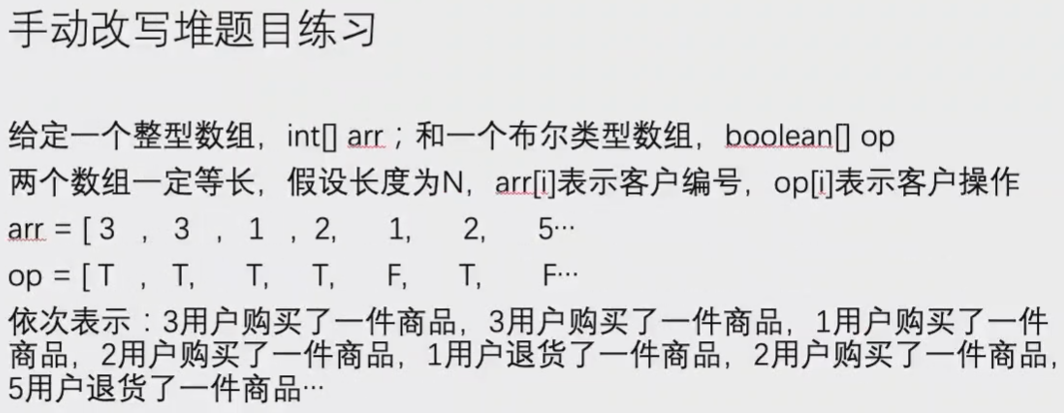 手动改写堆题目练习
给定一个整型数组，int[] arr；和一个布尔类型数组，boolean[] op
两个数组一定等长，假设长度为N，arr[i]表示客户编号，op[i]表示客户操作
arr = [ 3 , 3 , 1 , 2, 1, 2, 5…
op = [ T , T, T, T, F, T, F…
依次表示：3用户购买了一件商品，3用户购买了一件商品，1用户购买了一件
商品，2用户购买了一件商品，1用户退货了一件商品，2用户购买了一件商品，
5用户退货了一件商品…